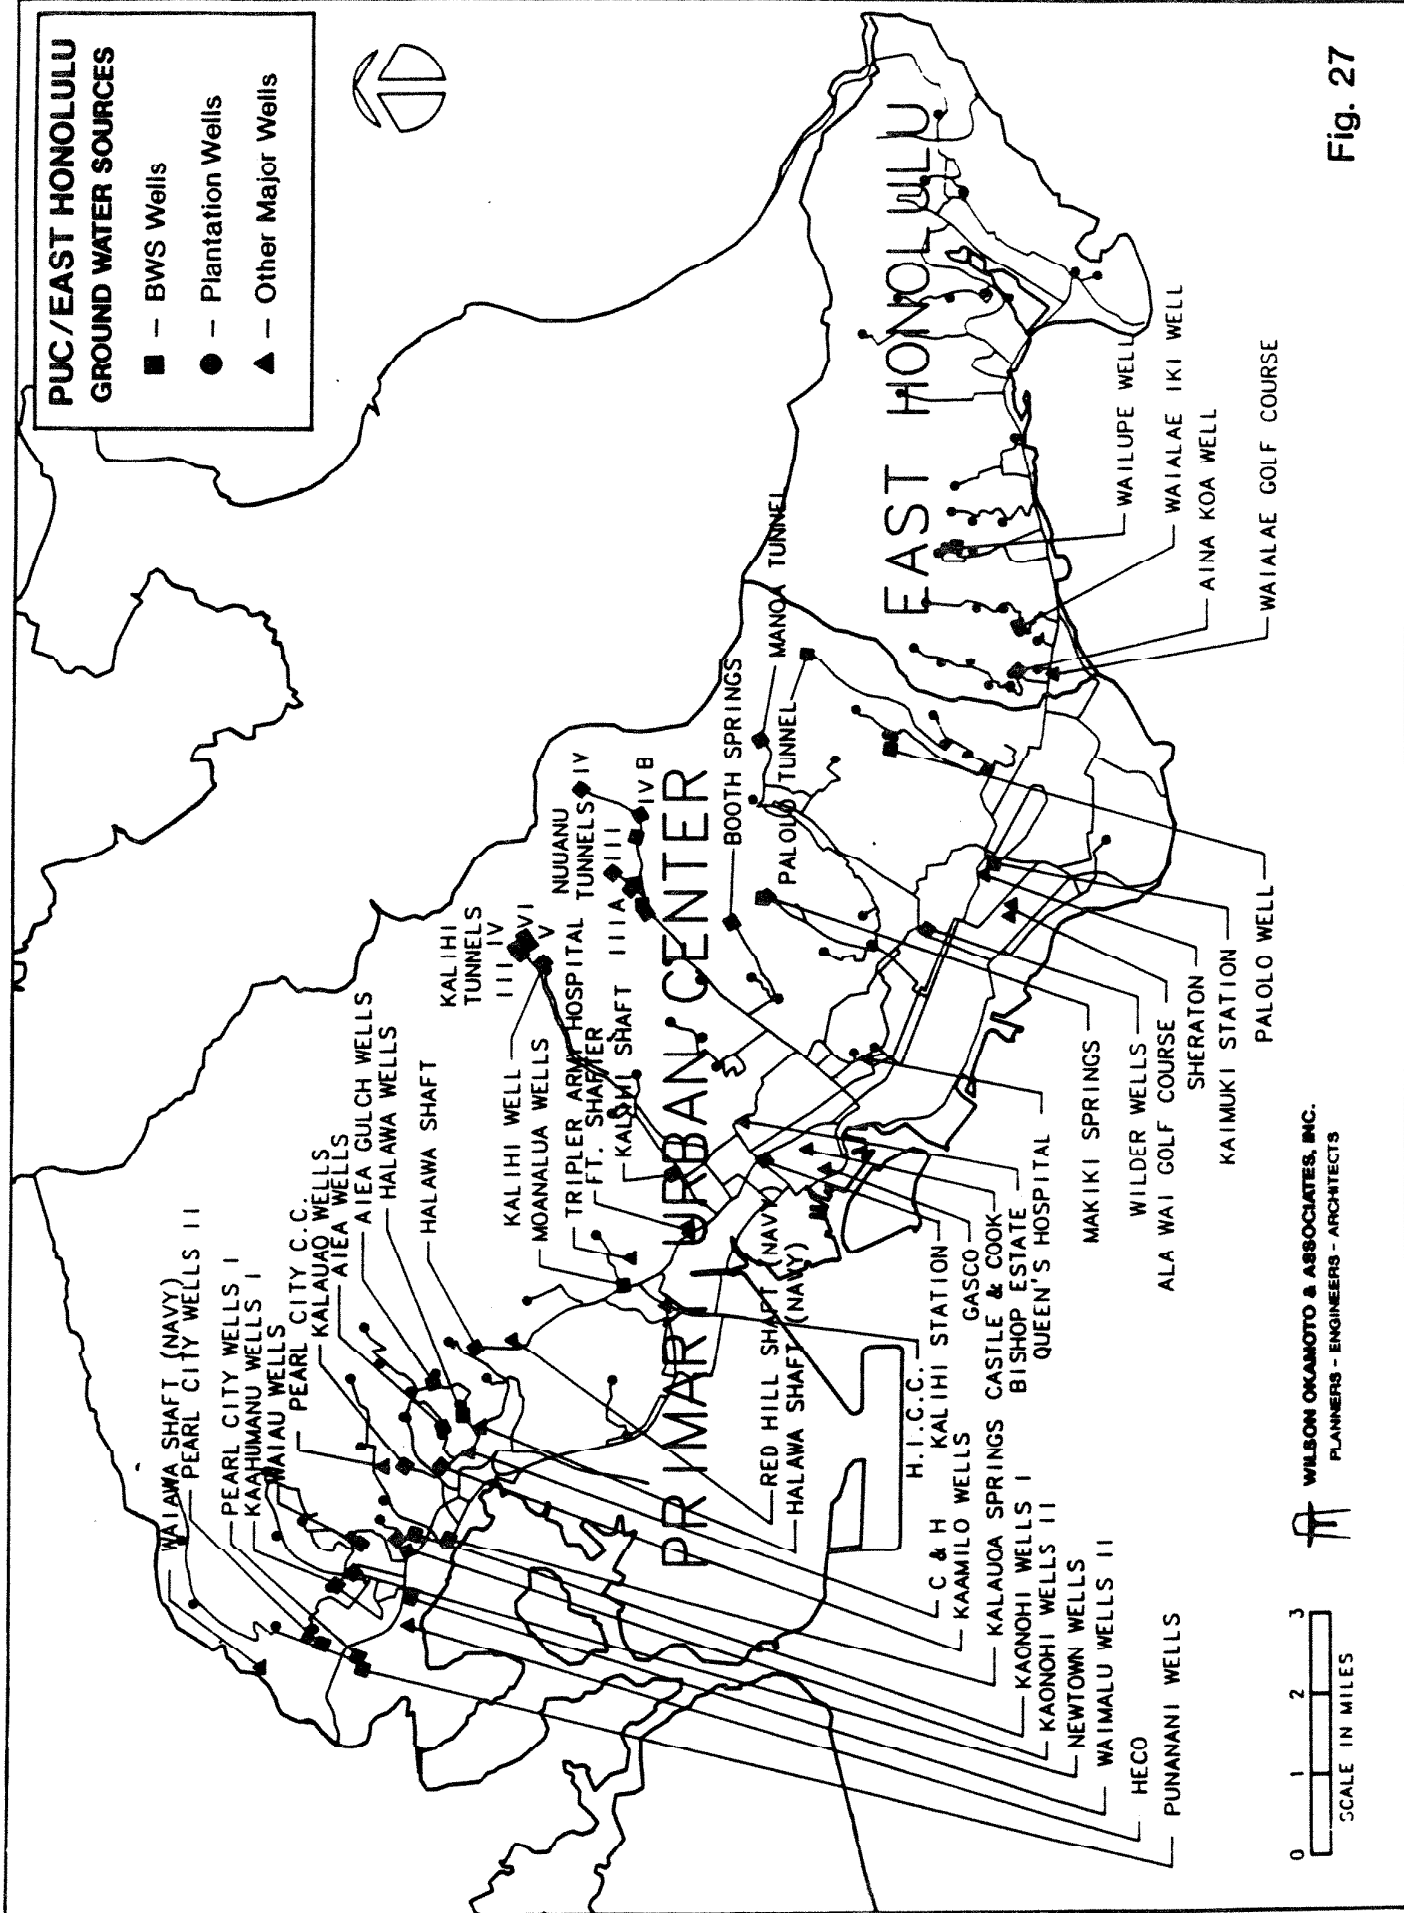 PUC/EAST HONOLULU
GROUND WATER SOURCES
■ – BWS Wells
● – Plantation Wells
▲ – Other Major Wells
WAIAWA SHAFT (NAVY)
PEARL CITY WELLS II
PEARL CITY WELLS I
KAAHUMANU WELLS I
WAIAU WELLS
PEARL CITY C.C.
KALAUAO WELLS
AIEA WELLS
AIEA GULCH WELLS
HALAWA WELLS
HALAWA SHAFT
KALIHI
TUNNELS
III
IV
V
VI
KALIHI WELL
MOANALUA WELLS
TRIPLER ARMY HOSPITAL
FT. SHAFTER
KALIHI SHAFT
NUUANU
TUNNELS
IIIA
III
IV
IV B
BOOTH SPRINGS
MANOA TUNNEL
PALOLO TUNNEL
PRIMARY URBAN CENTER
EAST HONOLULU
WAILUPE WELL
WAIALAE IKI WELL
AINA KOA WELL
WAIALAE GOLF COURSE
PALOLO WELL
KAIMUKI STATION
SHERATON
ALA WAI GOLF COURSE
WILDER WELLS
MAKIKI SPRINGS
QUEEN'S HOSPITAL
BISHOP ESTATE
CASTLE & COOK
GASCO
KALIHI STATION
H.I.C.C.
RED HILL SHAFT (NAVY)
HALAWA SHAFT (NAVY)
C & H
KAAMILO WELLS
KALAUOA SPRINGS
KAONOHI WELLS I
KAONOHI WELLS II
NEWTOWN WELLS
WAIMALU WELLS II
HECO
PUNANANI WELLS
0 1 2 3
SCALE IN MILES
WILSON OKAMOTO & ASSOCIATES, INC.
PLANNERS - ENGINEERS - ARCHITECTS
Fig. 27